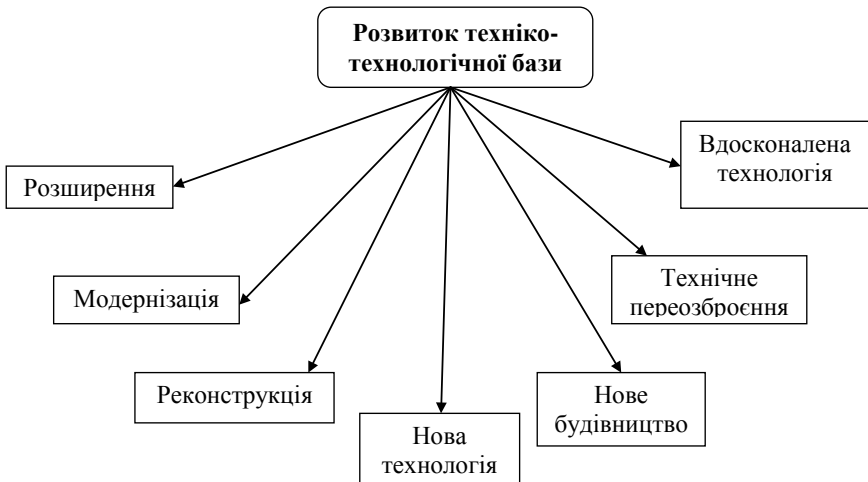 Розвиток техніко-
технологічної бази
Вдосконалена
технологія
Розширення
Технічне
переозброєння
Модернізація
Реконструкція
Нове
будівництво
Нова
технологія